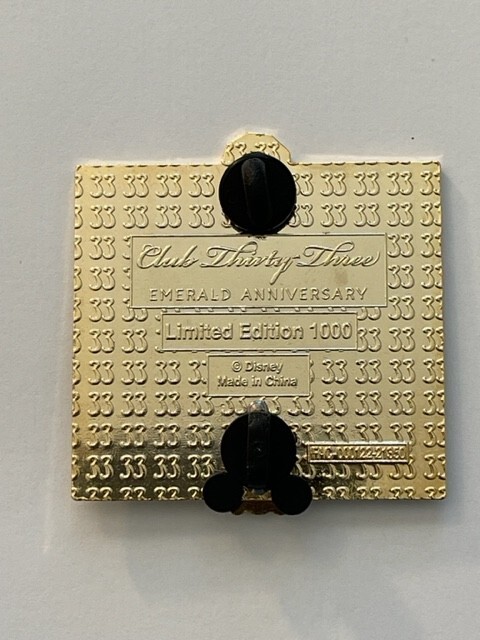 Club Thirty-Three
EMERALD ANNIVERSARY
Limited Edition 1000
© Disney
Made in China